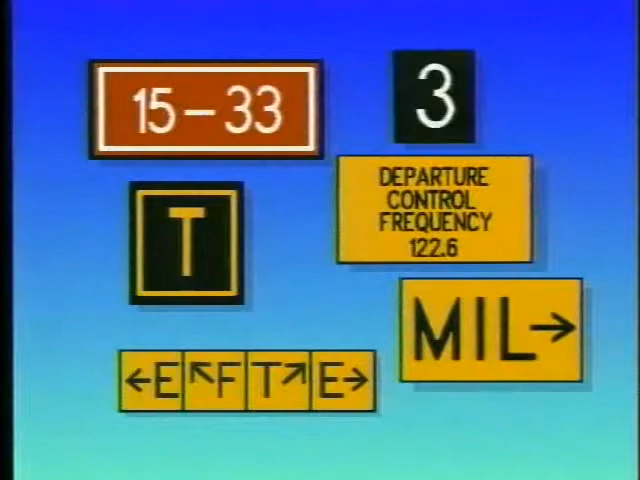 15-33
3
T
DEPARTURE
CONTROL
FREQUENCY
122.6
MIL→
←E ↖F T↗ E→